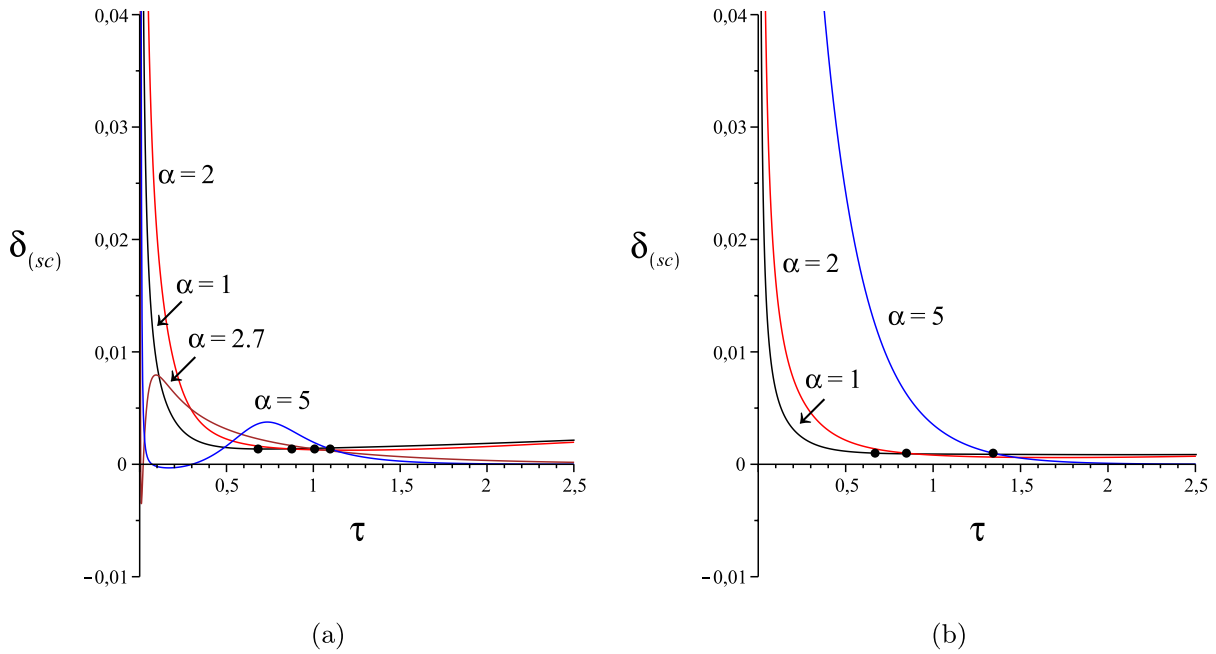 0,04
0,03
α = 2
0,02
δ(sc)
α = 1
α = 2.7
0,01
α = 5
0
0,5
1
1,5
2
2,5
τ
−0,01
(a)
0,04
0,03
0,02
δ(sc)
α = 2
α = 5
0,01
α = 1
0
0,5
1
1,5
2
2,5
τ
−0,01
(b)